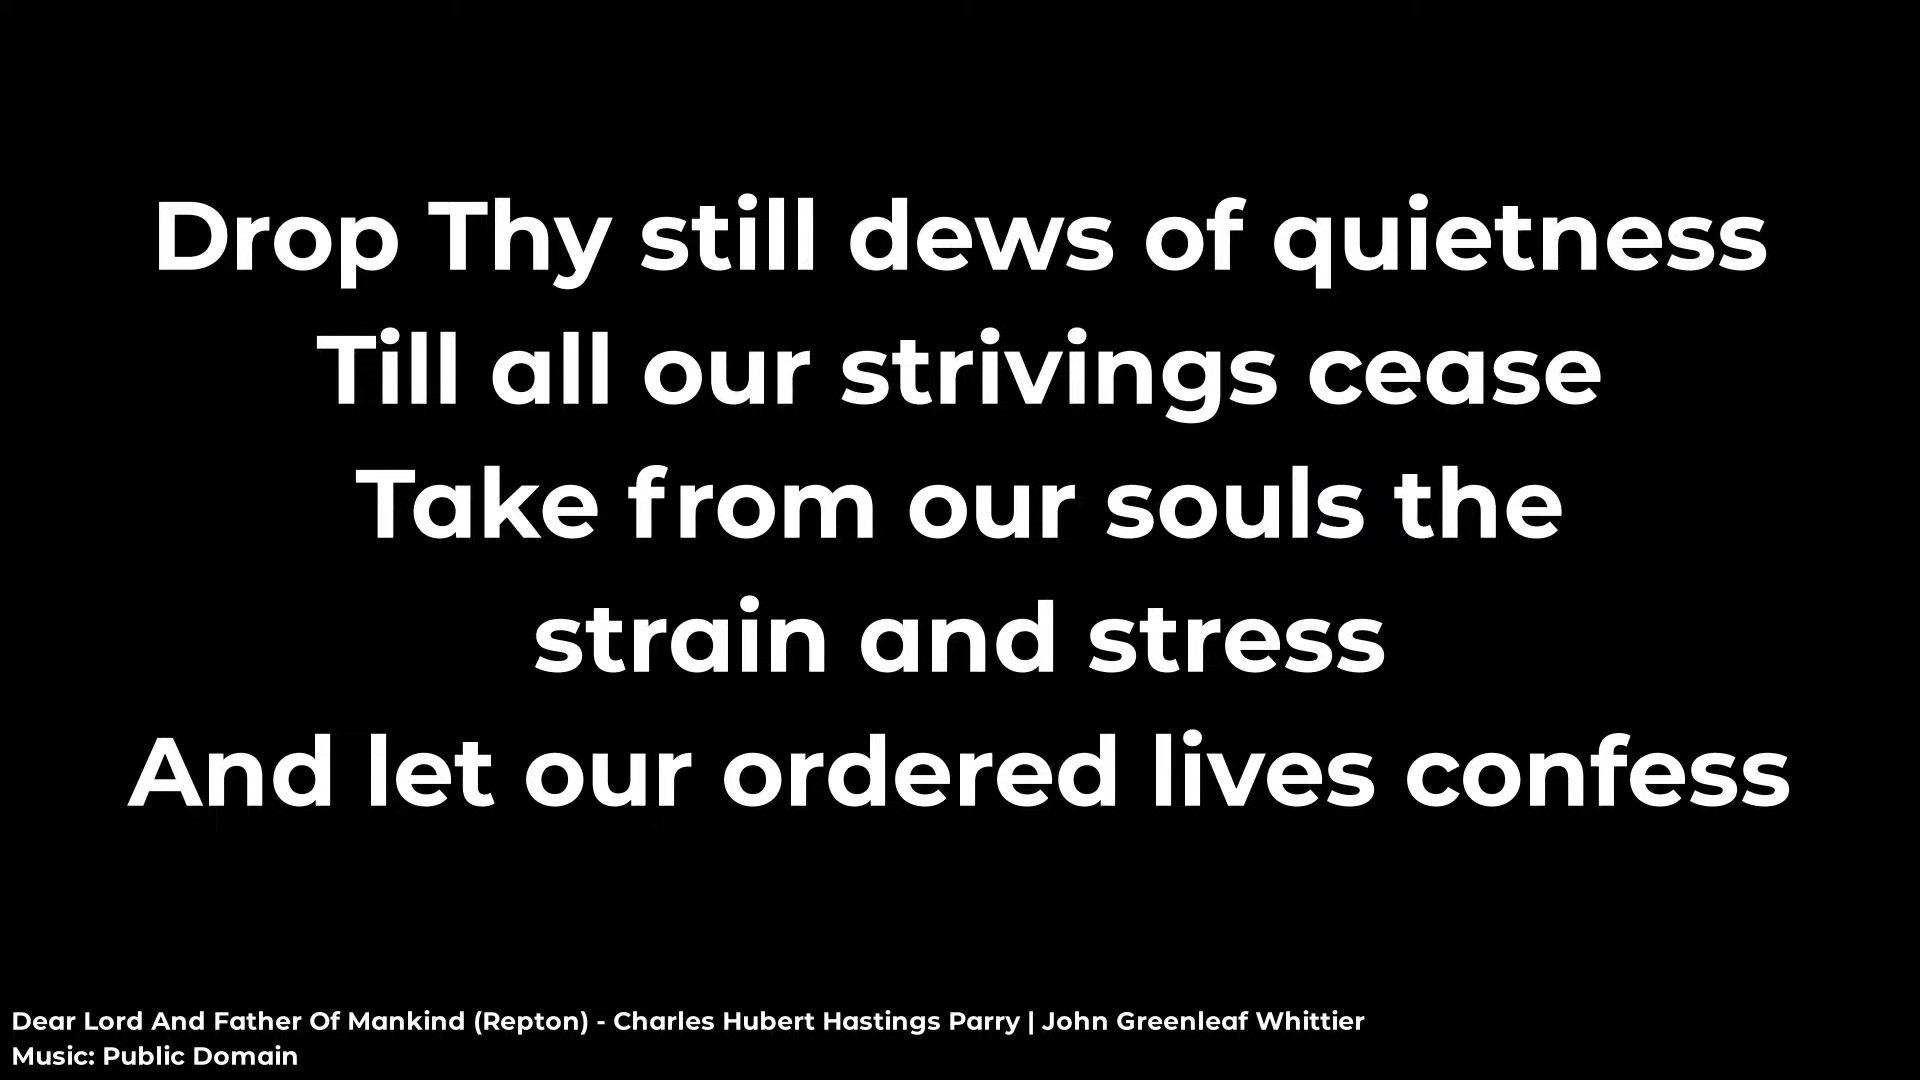 Drop Thy still dews of quietness
Till all our strivings cease
Take from our souls the
strain and stress
And let our ordered lives confess
Dear Lord And Father Of Mankind (Repton) - Charles Hubert Hastings Parry | John Greenleaf Whittier
Music: Public Domain